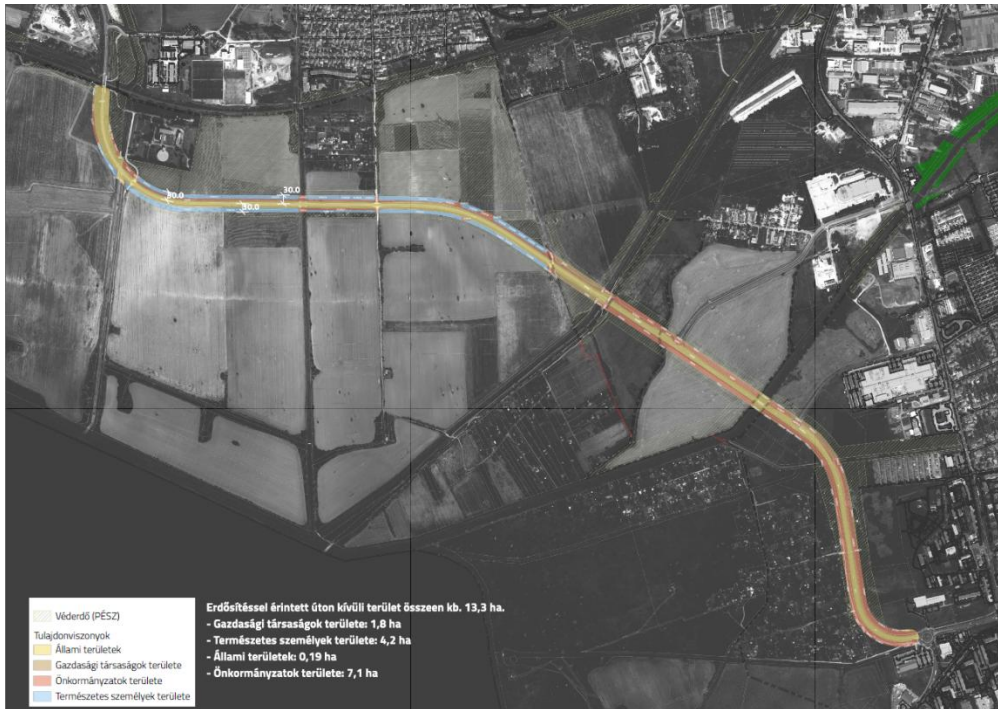 30.0
30.0
30.0
Véderdő (PÉSZ)
Tulajdonviszonyok
Állami területek
Gazdasági társaságok területe
Önkormányzatok területe
Természetes személyek területe
Erdősítéssel érintett úton kívüli terület összeen kb. 13,3 ha.
- Gazdasági társaságok területe: 1,8 ha
- Természetes személyek területe: 4,2 ha
- Állami területek: 0,19 ha
- Önkormányzatok területe: 7,1 ha